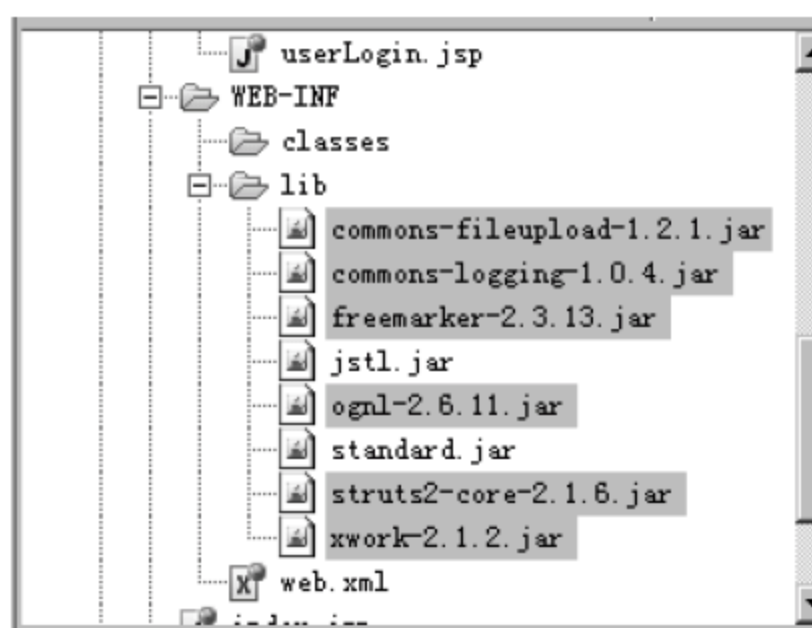 userLogin.jsp
WEB-INF
classes
lib
commons-fileupload-1.2.1.jar
commons-logging-1.0.4.jar
freemarker-2.3.13.jar
jstl.jar
ognl-2.6.11.jar
standard.jar
struts2-core-2.1.6.jar
xwork-2.1.2.jar
web.xml